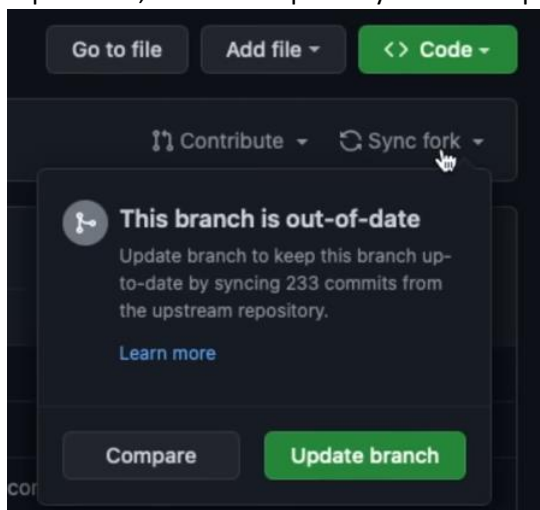 Go to file Add file <> Code
Contribute Sync fork
This branch is out-of-date
Update branch to keep this branch up-
to-date by syncing 233 commits from
the upstream repository.
Learn more
Compare Update branch